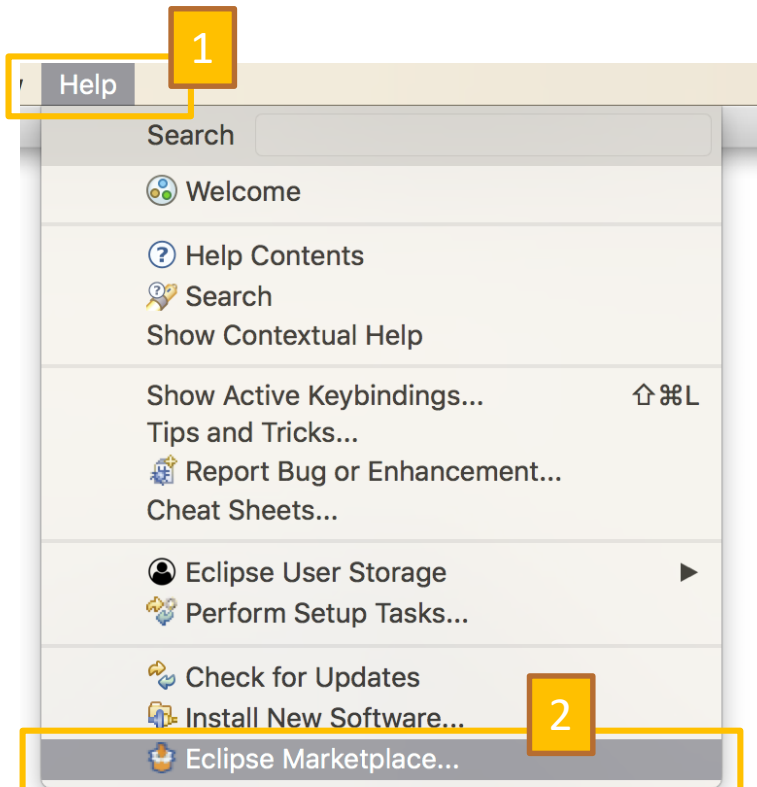 1
Help
Search
Welcome
Help Contents
Search
Show Contextual Help
Show Active Keybindings... ⇧⌘L
Tips and Tricks...
Report Bug or Enhancement...
Cheat Sheets...
Eclipse User Storage
Perform Setup Tasks...
Check for Updates
Install New Software...
2
Eclipse Marketplace...